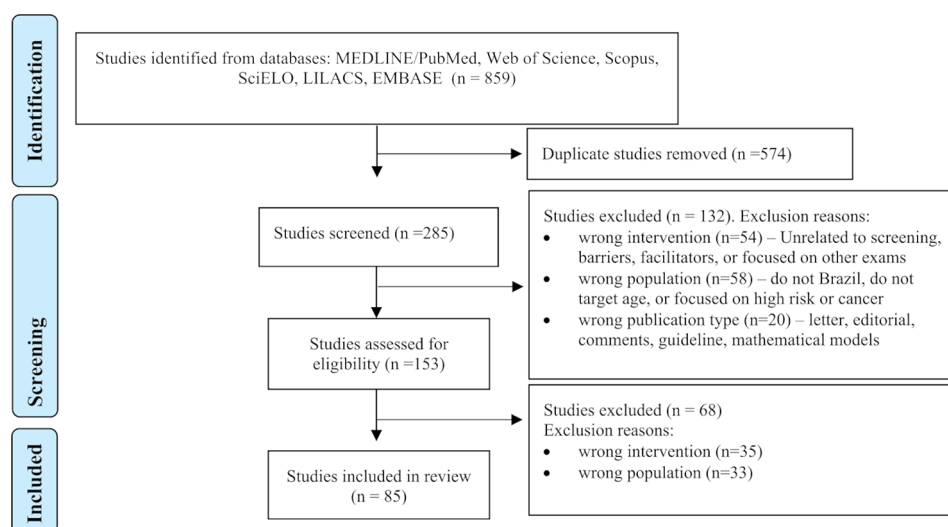 Identification
Studies identified from databases: MEDLINE/PubMed, Web of Science, Scopus,
SciELO, LILACS, EMBASE (n = 859)
Duplicate studies removed (n =574)
Screening
Studies screened (n =285)
Studies excluded (n = 132). Exclusion reasons:
• wrong intervention (n=54) – Unrelated to screening,
barriers, facilitators, or focused on other exams
• wrong population (n=58) – do not Brazil, do not
target age, or focused on high risk or cancer
• wrong publication type (n=20) – letter, editorial,
comments, guideline, mathematical models
Studies assessed for
eligibility (n =153)
Studies excluded (n = 68)
Exclusion reasons:
• wrong intervention (n=35)
• wrong population (n=33)
Included
Studies included in review
(n = 85)